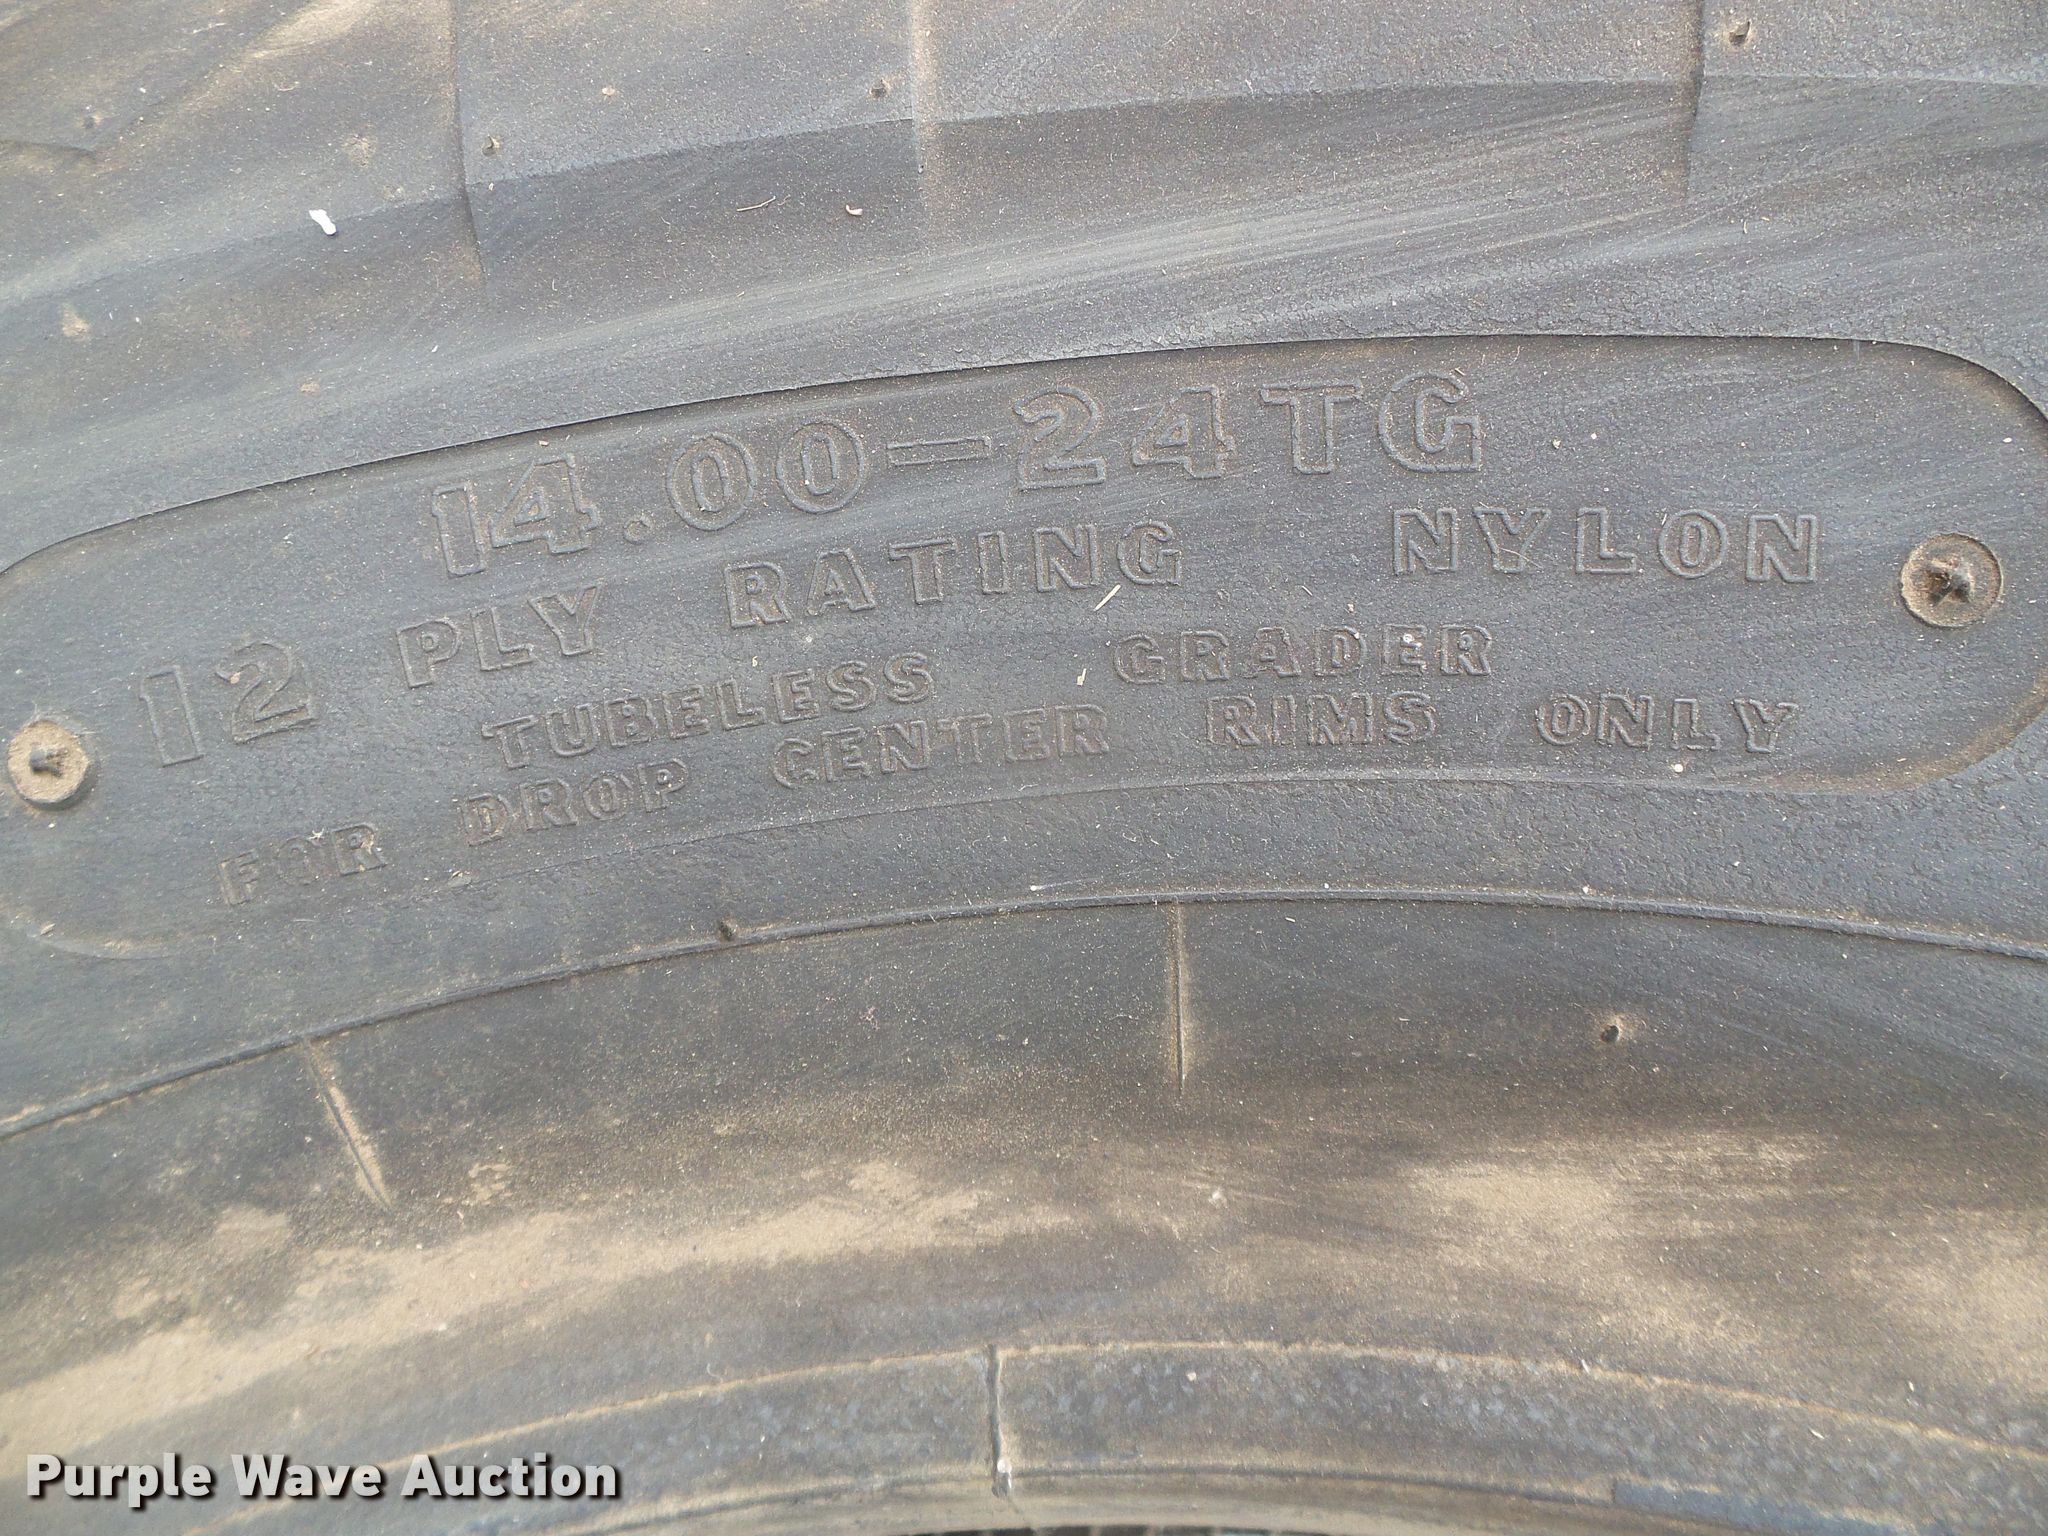 14.00-24TG
12 PLY RATING NYLON
TUBELESS GRADER
FOR DROP CENTER RIMS ONLY
Purple Wave Auction